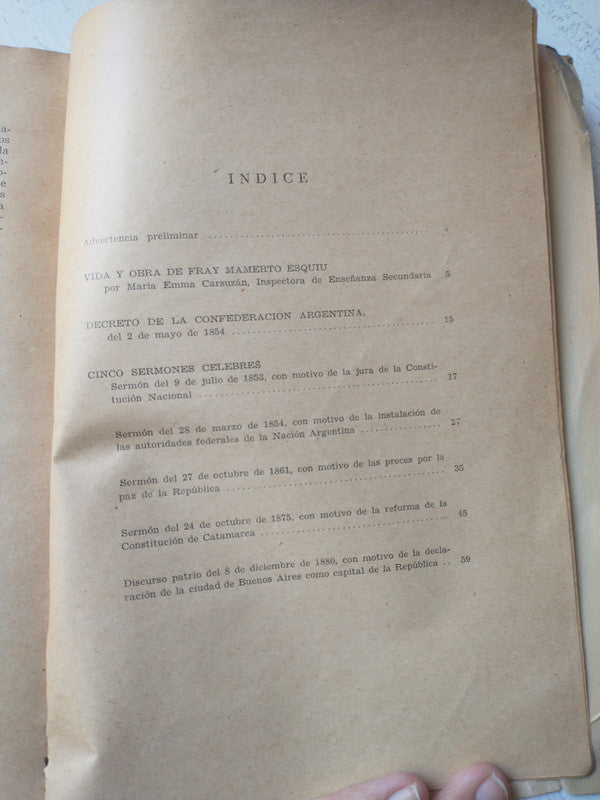 a-
os
la
n-
o-
e
s
a
-
-
INDICE
Advertencia preliminar ..............................
VIDA Y OBRA DE FRAY MAMERTO ESQUIU
por María Emma Carsuzán, Inspectora de Enseñanza Secundaria 5
DECRETO DE LA CONFEDERACION ARGENTINA,
del 2 de mayo de 1854 .............................. 15
CINCO SERMONES CELEBRES
Sermón del 9 de julio de 1853, con motivo de la jura de la Consti-
tución Nacional .............................. 17
Sermón del 28 de marzo de 1854, con motivo de la instalación de
las autoridades federales de la Nación Argentina .............. 27
Sermón del 27 de octubre de 1861, con motivo de las preces por la
paz de la República .............................. 35
Sermón del 24 de octubre de 1875, con motivo de la reforma de la
Constitución de Catamarca .............................. 45
Discurso patrio del 8 de diciembre de 1880, con motivo de la decla-
ración de la ciudad de Buenos Aires como capital de la República .. 59